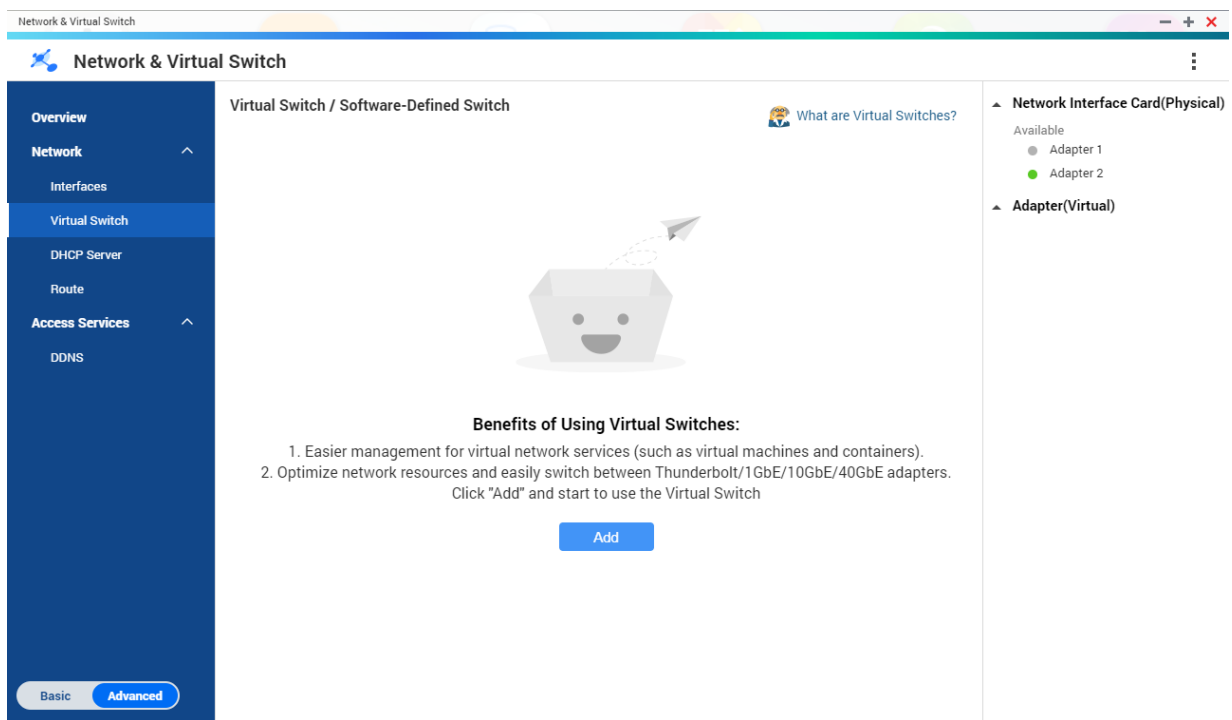 Network & Virtual Switch
Network & Virtual Switch
Overview
Network
Interfaces
Virtual Switch
DHCP Server
Route
Access Services
DDNS
Basic
Advanced
Virtual Switch / Software-Defined Switch
What are Virtual Switches?
Benefits of Using Virtual Switches:
1. Easier management for virtual network services (such as virtual machines and containers).
2. Optimize network resources and easily switch between Thunderbolt/1GbE/10GbE/40GbE adapters.
Click "Add" and start to use the Virtual Switch
Add
Network Interface Card(Physical)
Available
Adapter 1
Adapter 2
Adapter(Virtual)